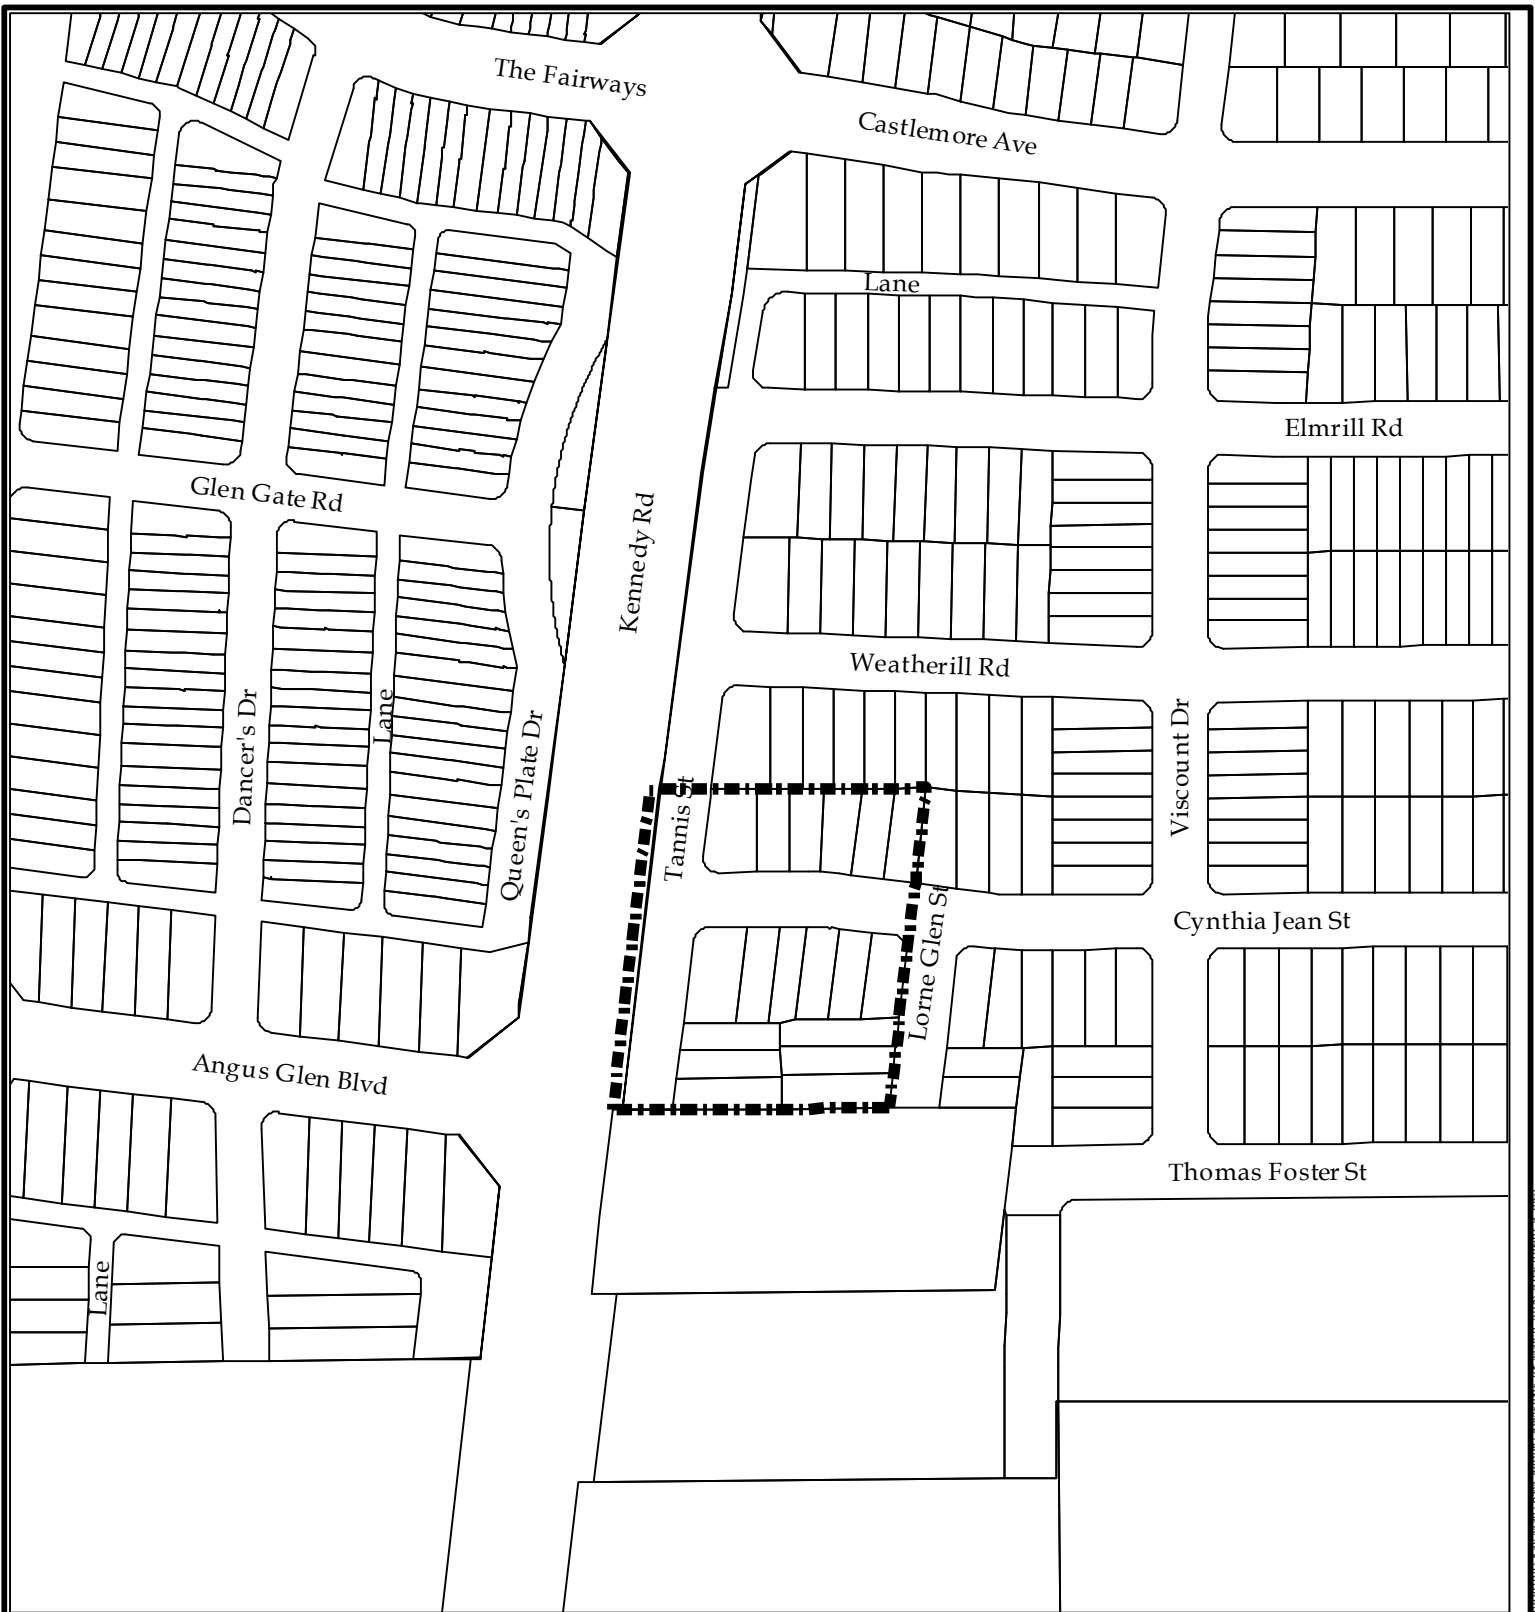 The Fairways
Castlemore Ave
Lane
Elmrill Rd
Glen Gate Rd
Kennedy Rd
Weatherill Rd
Dancer's Dr
Lane
Queen's Plate Dr
Tannis St
Viscount Dr
Lorne Glen St
Cynthia Jean St
Angus Glen Blvd
Thomas Foster St
Lane